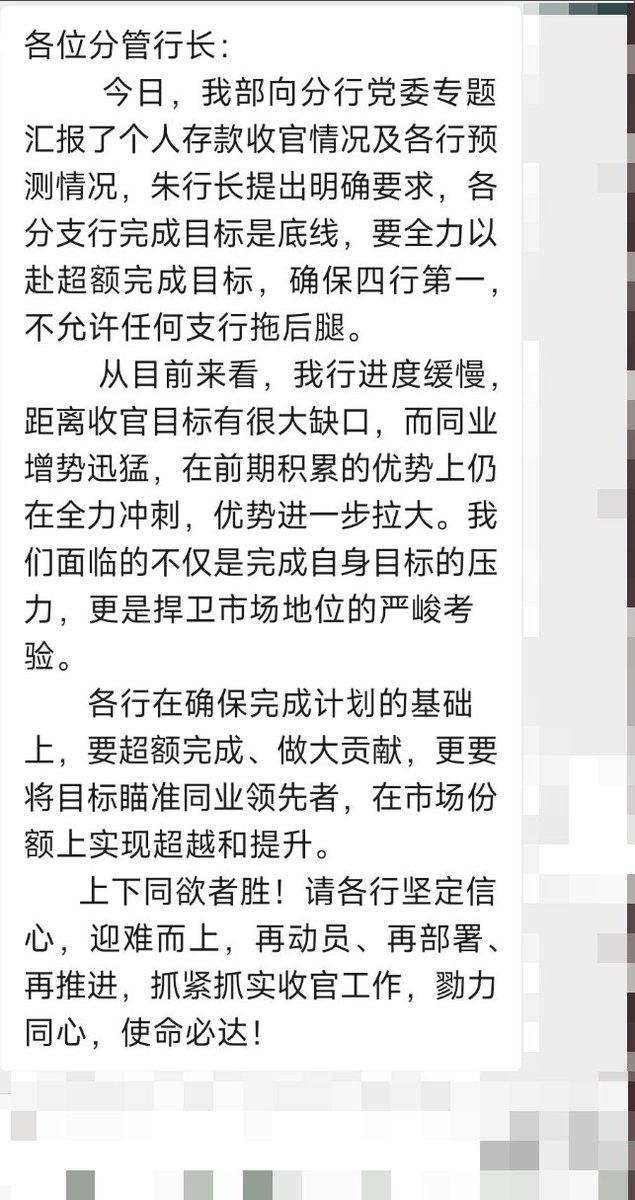 各位分管行长：
今日，我部向分行党委专题
汇报了个人存款收官情况及各行预
测情况，朱行长提出明确要求，各
分支行完成目标是底线，要全力以
赴超额完成目标，确保四行第一，
不允许任何支行拖后腿。
从目前来看，我行进度缓慢，
距离收官目标有很大缺口，而同业
增势迅猛，在前期积累的优势上仍
在全力冲刺，优势进一步拉大。我
们面临的不仅是完成自身目标的压
力，更是捍卫市场地位的严峻考
验。
各行在确保完成计划的基础
上，要超额完成、做大贡献，更要
将目标瞄准同业领先者，在市场份
额上实现超越和提升。
上下同欲者胜！请各行坚定信
心，迎难而上，再动员、再部署、
再推进，抓紧抓实收官工作，勠力
同心，使命必达！